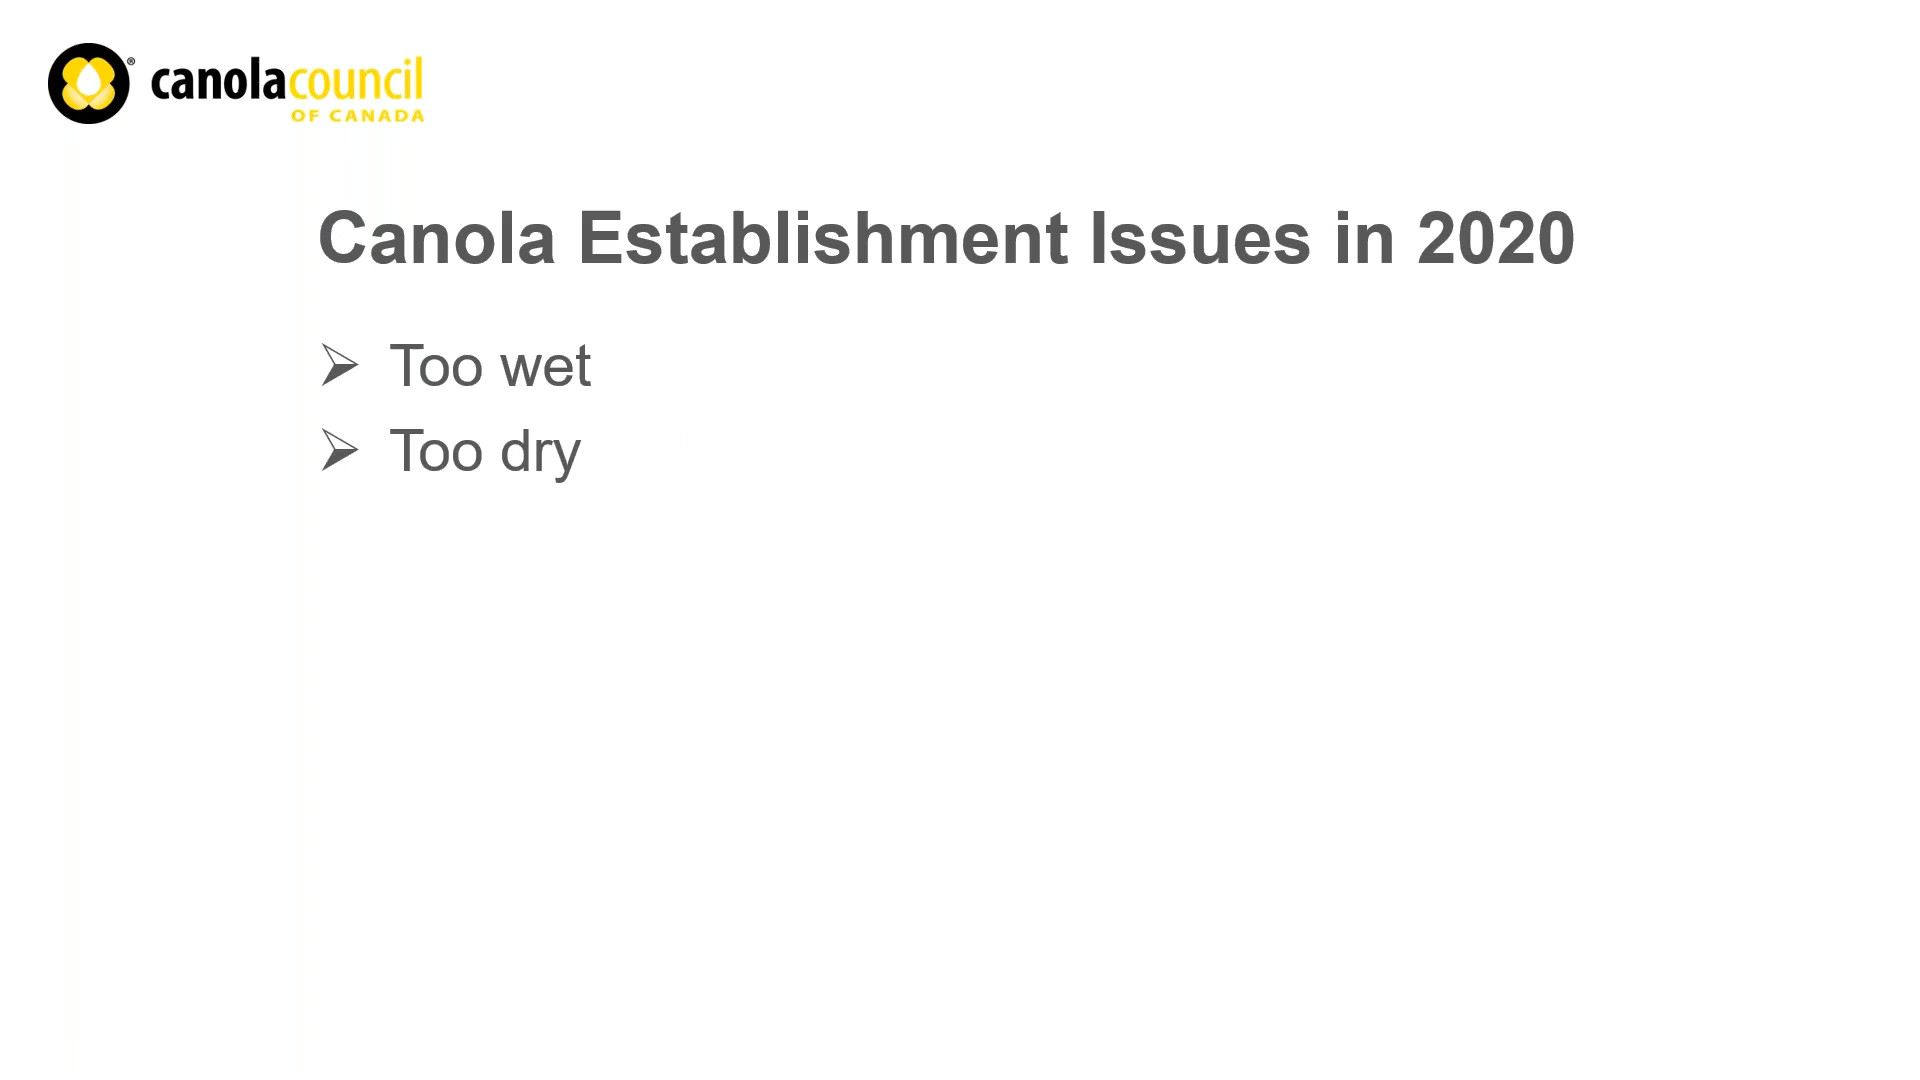 canolacouncil®
OF CANADA
Canola Establishment Issues in 2020
➢ Too wet
➢ Too dry